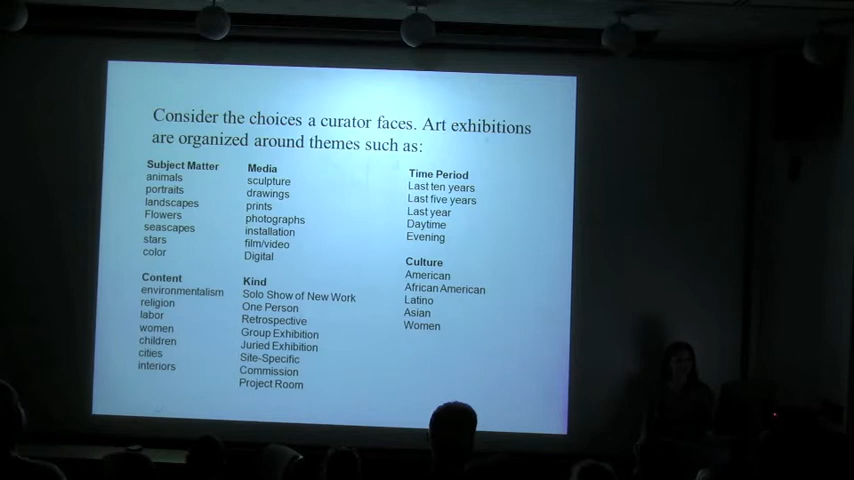 Consider the choices a curator faces. Art exhibitions
are organized around themes such as:
Subject Matter
animals
portraits
landscapes
Flowers
seascapes
stars
color
Content
environmentalism
religion
labor
women
children
cities
interiors
Media
sculpture
drawings
prints
photographs
installation
film/video
Digital
Kind
Solo Show of New Work
One Person
Retrospective
Group Exhibition
Juried Exhibition
Site-Specific
Commission
Project Room
Time Period
Last ten years
Last five years
Last year
Daytime
Evening
Culture
American
African American
Latino
Asian
Women